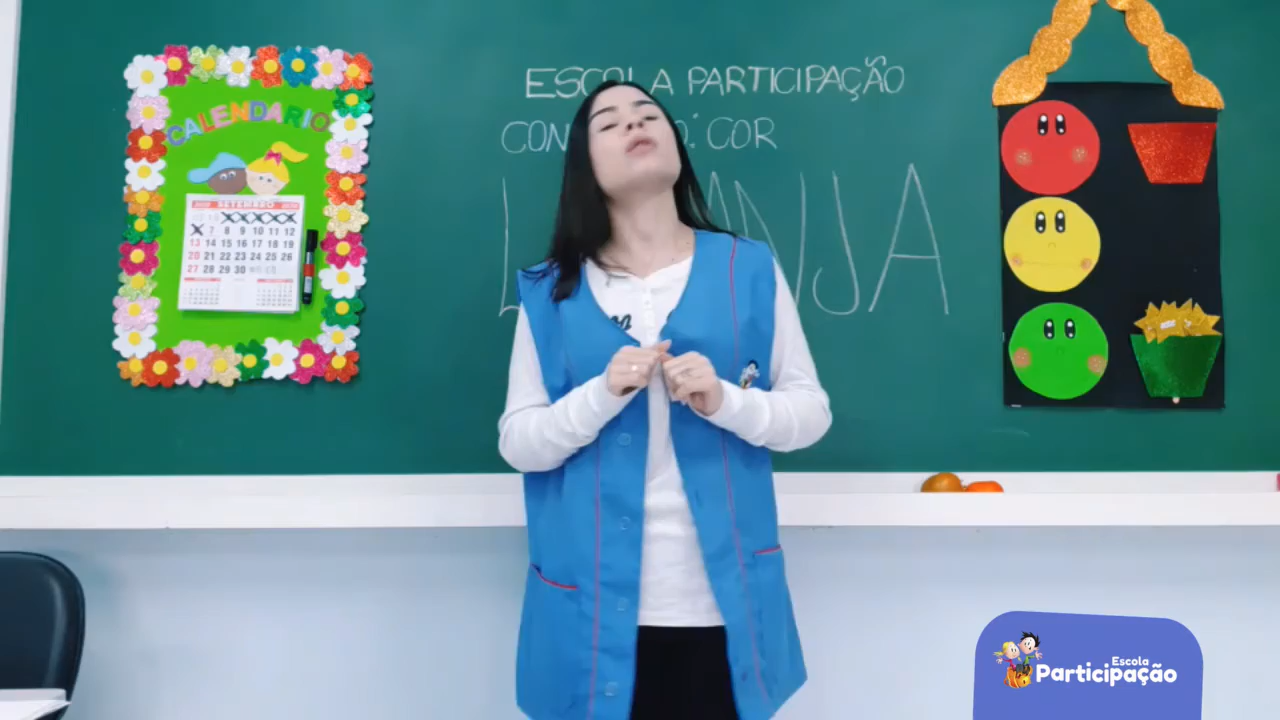 ESCOLA PARTICIPAÇÃO
COR
CALENDARIO
SETEMBRO
7 8 9 10 11 12
13 14 15 16 17 18 19
20 21 22 23 24 25 26
27 28 29 30
Escola
Participação